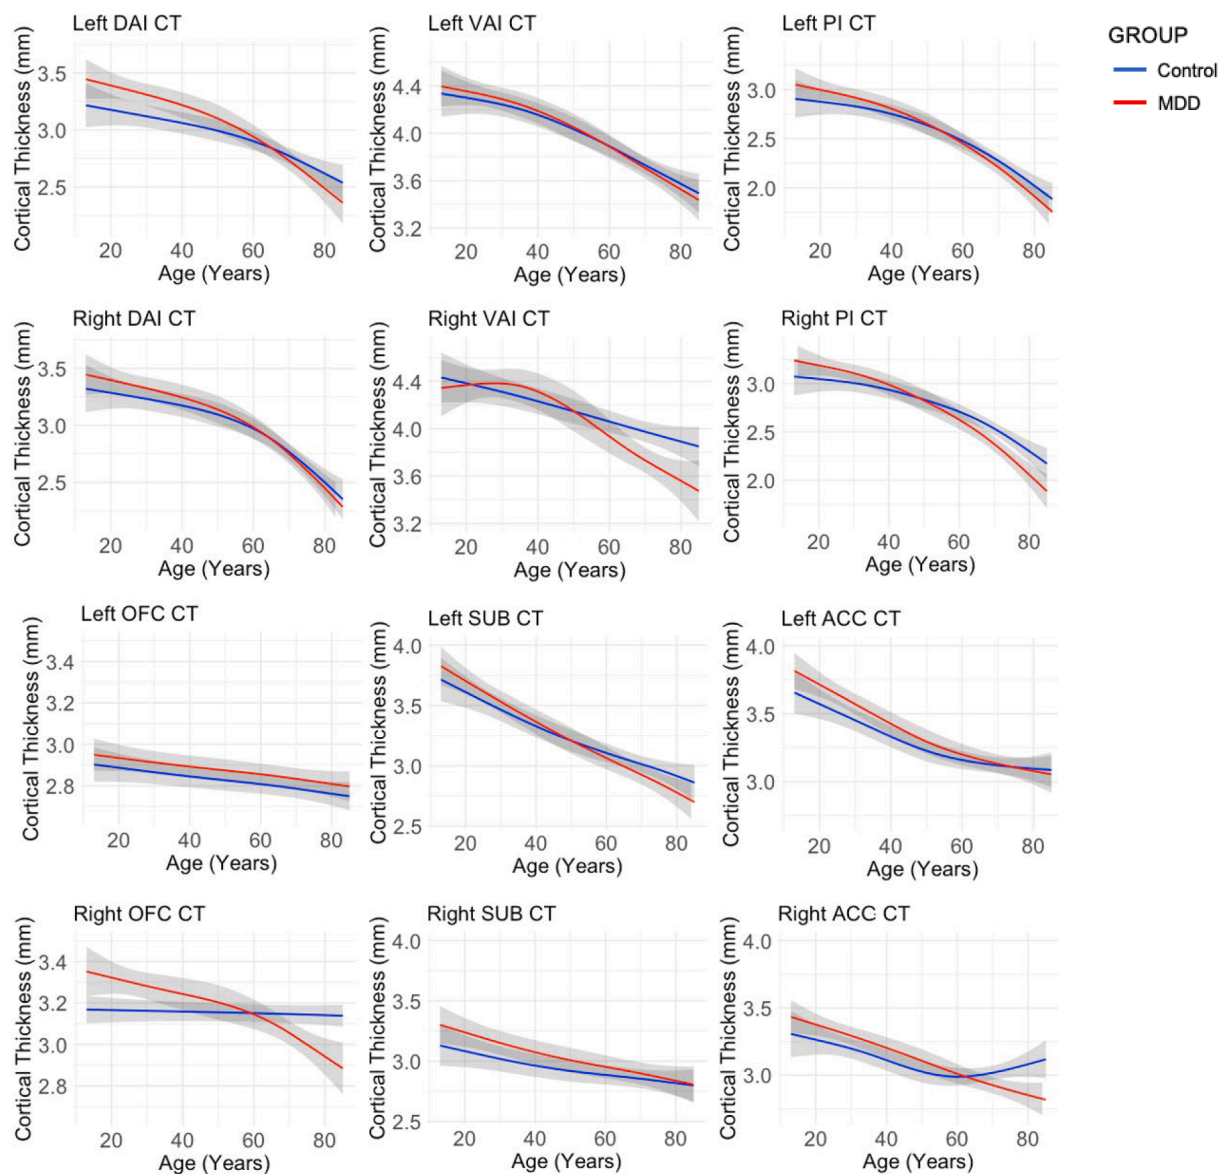 Left DAI CT
Left VAI CT
Left PI CT
GROUP
Control
MDD
Cortical Thickness (mm)
3.5
3.0
2.5
20 40 60 80
Age (Years)
Cortical Thickness (mm)
4.4
4.0
3.6
3.2
20 40 60 80
Age (Years)
Cortical Thickness (mm)
3.0
2.5
2.0
20 40 60 80
Age (Years)
Right DAI CT
Right VAI CT
Right PI CT
Cortical Thickness (mm)
3.5
3.0
2.5
20 40 60 80
Age (Years)
Cortical Thickness (mm)
4.4
4.0
3.6
3.2
20 40 60 80
Age (Years)
Cortical Thickness (mm)
3.0
2.5
2.0
20 40 60 80
Age (Years)
Left OFC CT
Left SUB CT
Left ACC CT
Cortical Thickness (mm)
3.4
3.2
3.0
2.8
20 40 60 80
Age (Years)
Cortical Thickness (mm)
4.0
3.5
3.0
2.5
20 40 60 80
Age (Years)
Cortical Thickness (mm)
4.0
3.5
3.0
20 40 60 80
Age (Years)
Right OFC CT
Right SUB CT
Right ACC CT
Cortical Thickness (mm)
3.4
3.2
3.0
2.8
20 40 60 80
Age (Years)
Cortical Thickness (mm)
4.0
3.5
3.0
2.5
20 40 60 80
Age (Years)
Cortical Thickness (mm)
4.0
3.5
3.0
20 40 60 80
Age (Years)